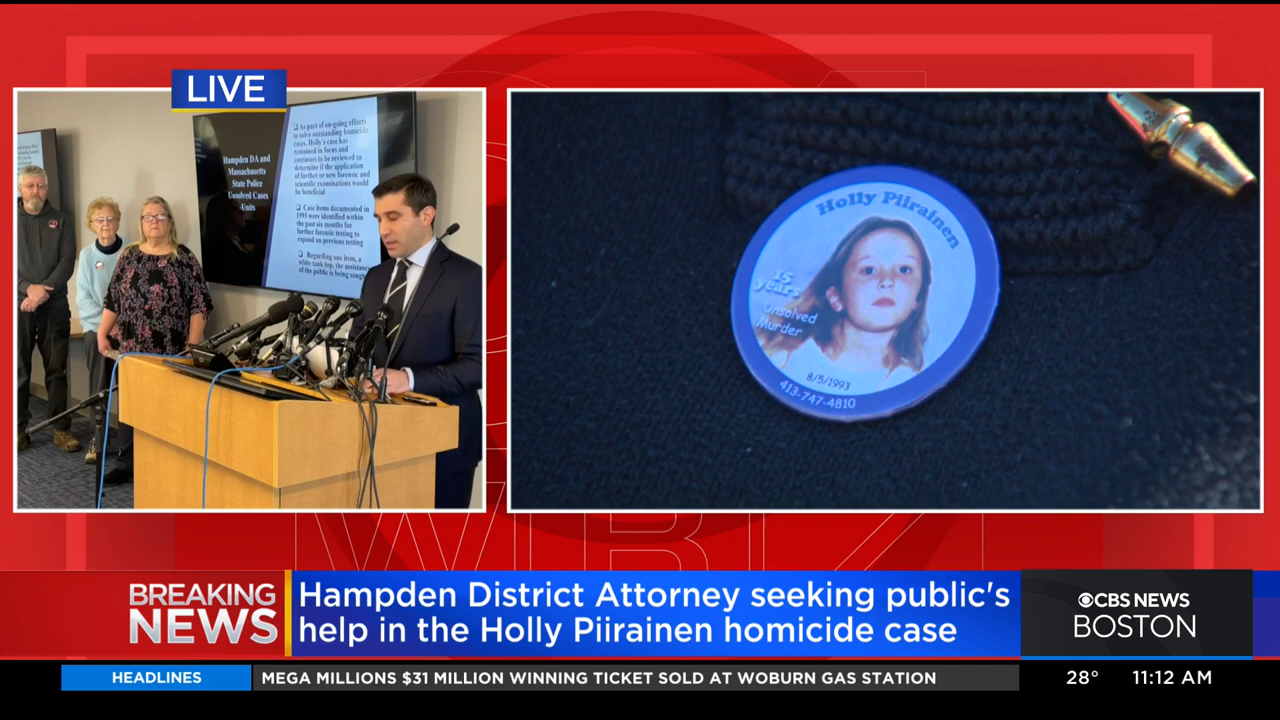 LIVE
Hampden DA and
Massachusetts
State Police
Unsolved Cases
Units
❑ As part of on-going efforts
to solve outstanding homicide
cases. Holly's case has
remained in focus and
continues to be reviewed to
determine if the application
of further or new forensic and
scientific examinations would
be beneficial
❑ Case items documented in
1993 were identified within
the past six months for
further forensic testing to
expand on previous testing
❑ Regarding one item, a
white tank top, the assistance
of the public is being sought
Holly Piirainen
15
years
Unsolved
Murder
8/5/1993
413-747-4810
WBZ
BREAKING
NEWS
Hampden District Attorney seeking public's
help in the Holly Piirainen homicide case
CBS NEWS
BOSTON
HEADLINES
MEGA MILLIONS $31 MILLION WINNING TICKET SOLD AT WOBURN GAS STATION
28°
11:12 AM